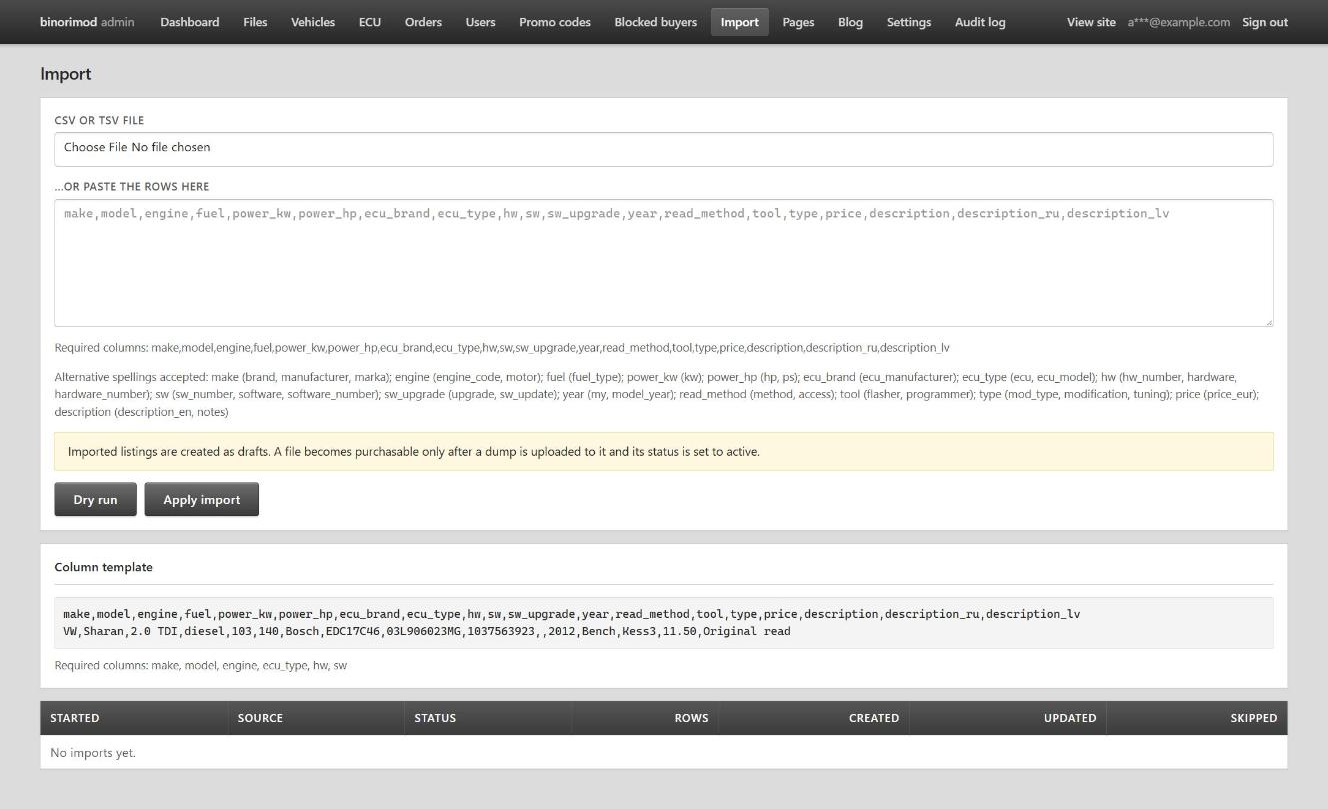 binorimod admin Dashboard Files Vehicles ECU Orders Users Promo codes Blocked buyers Import Pages Blog Settings Audit log View site a***@example.com Sign out
Import
CSV OR TSV FILE
Choose File No file chosen
...OR PASTE THE ROWS HERE
make,model,engine,fuel,power_kw,power_hp,ecu_brand,ecu_type,hw,sw,sw_upgrade,year,read_method,tool,type,price,description,description_ru,description_lv
Required columns: make,model,engine,fuel,power_kw,power_hp,ecu_brand,ecu_type,hw,sw,sw_upgrade,year,read_method,tool,type,price,description,description_ru,description_lv
Alternative spellings accepted: make (brand, manufacturer, marka); engine (engine_code, motor); fuel (fuel_type); power_kw (kw); power_hp (hp, ps); ecu_brand (ecu_manufacturer); ecu_type (ecu, ecu_model); hw (hw_number, hardware,
hardware_number); sw (sw_number, software, software_number); sw_upgrade (upgrade, sw_update); year (my, model_year); read_method (method, access); tool (flasher, programmer); type (mod_type, modification, tuning); price (price_eur);
description (description_en, notes)
Imported listings are created as drafts. A file becomes purchasable only after a dump is uploaded to it and its status is set to active.
Dry run Apply import
Column template
make,model,engine,fuel,power_kw,power_hp,ecu_brand,ecu_type,hw,sw,sw_upgrade,year,read_method,tool,type,price,description,description_ru,description_lv
VW,Sharan,2.0 TDI,diesel,103,140,Bosch,EDC17C46,03L906023MG,1037563923,,2012,Bench,Kess3,11.50,Original read
Required columns: make, model, engine, ecu_type, hw, sw
STARTED SOURCE STATUS ROWS CREATED UPDATED SKIPPED
No imports yet.